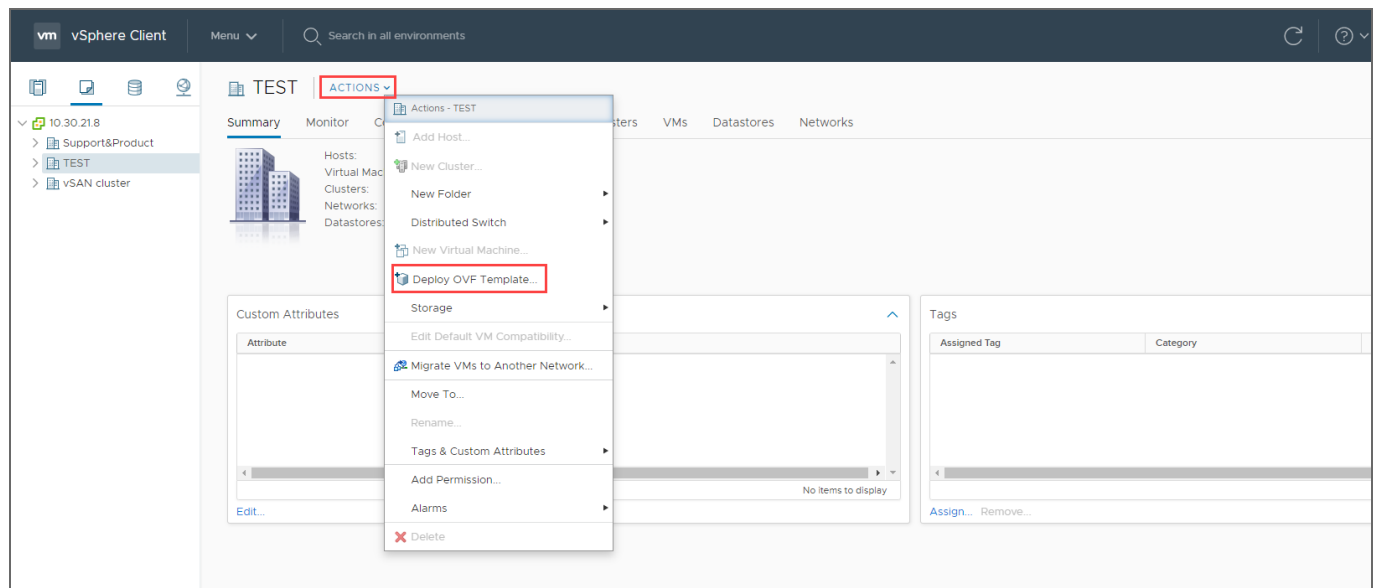 vm vSphere Client Menu Search in all environments
TEST ACTIONS
Actions - TEST
10.30.21.8
Support&Product
TEST
vSAN cluster
Summary Monitor C sters VMs Datastores Networks
Hosts:
Virtual Mac
Clusters:
Networks:
Datastores:
Add Host...
New Cluster...
New Folder
Distributed Switch
New Virtual Machine...
Deploy OVF Template...
Storage
Edit Default VM Compatibility...
Migrate VMs to Another Network...
Move To...
Rename...
Tags & Custom Attributes
Add Permission...
Alarms
Delete
Custom Attributes
Attribute
No items to display
Edit...
Tags
Assigned Tag Category
Assign... Remove...